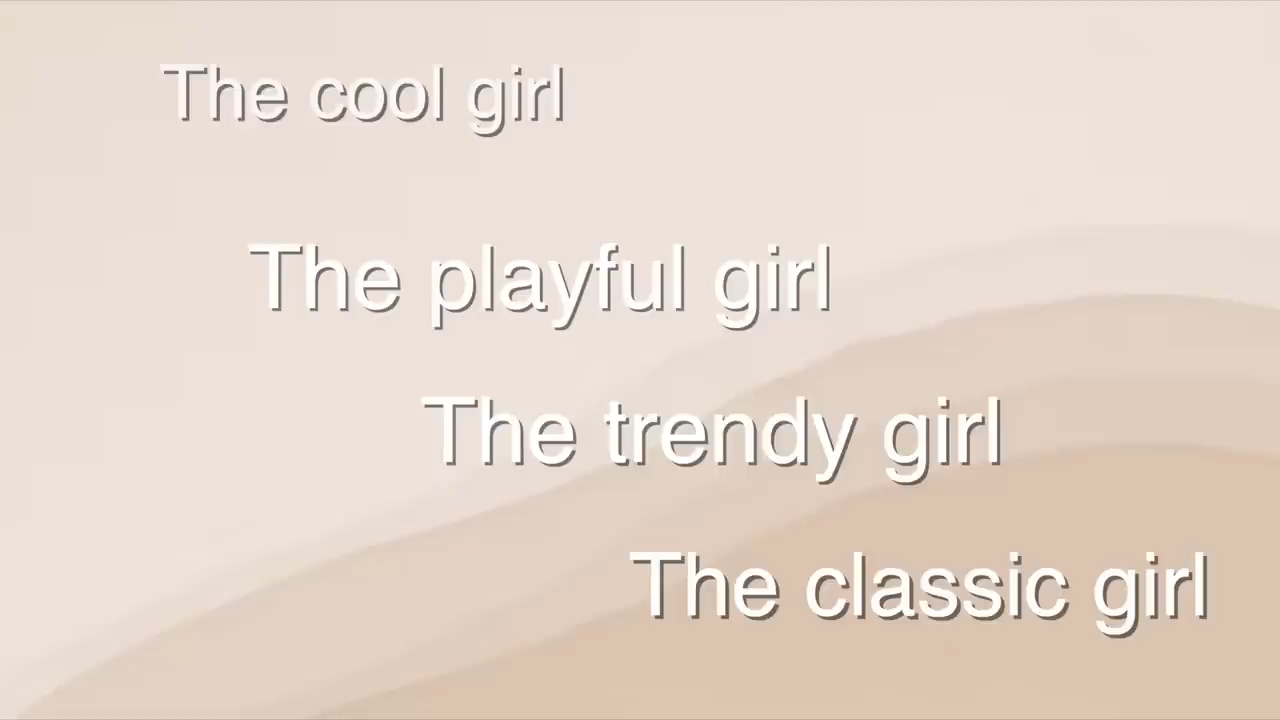 The cool girl
The playful girl
The trendy girl
The classic girl